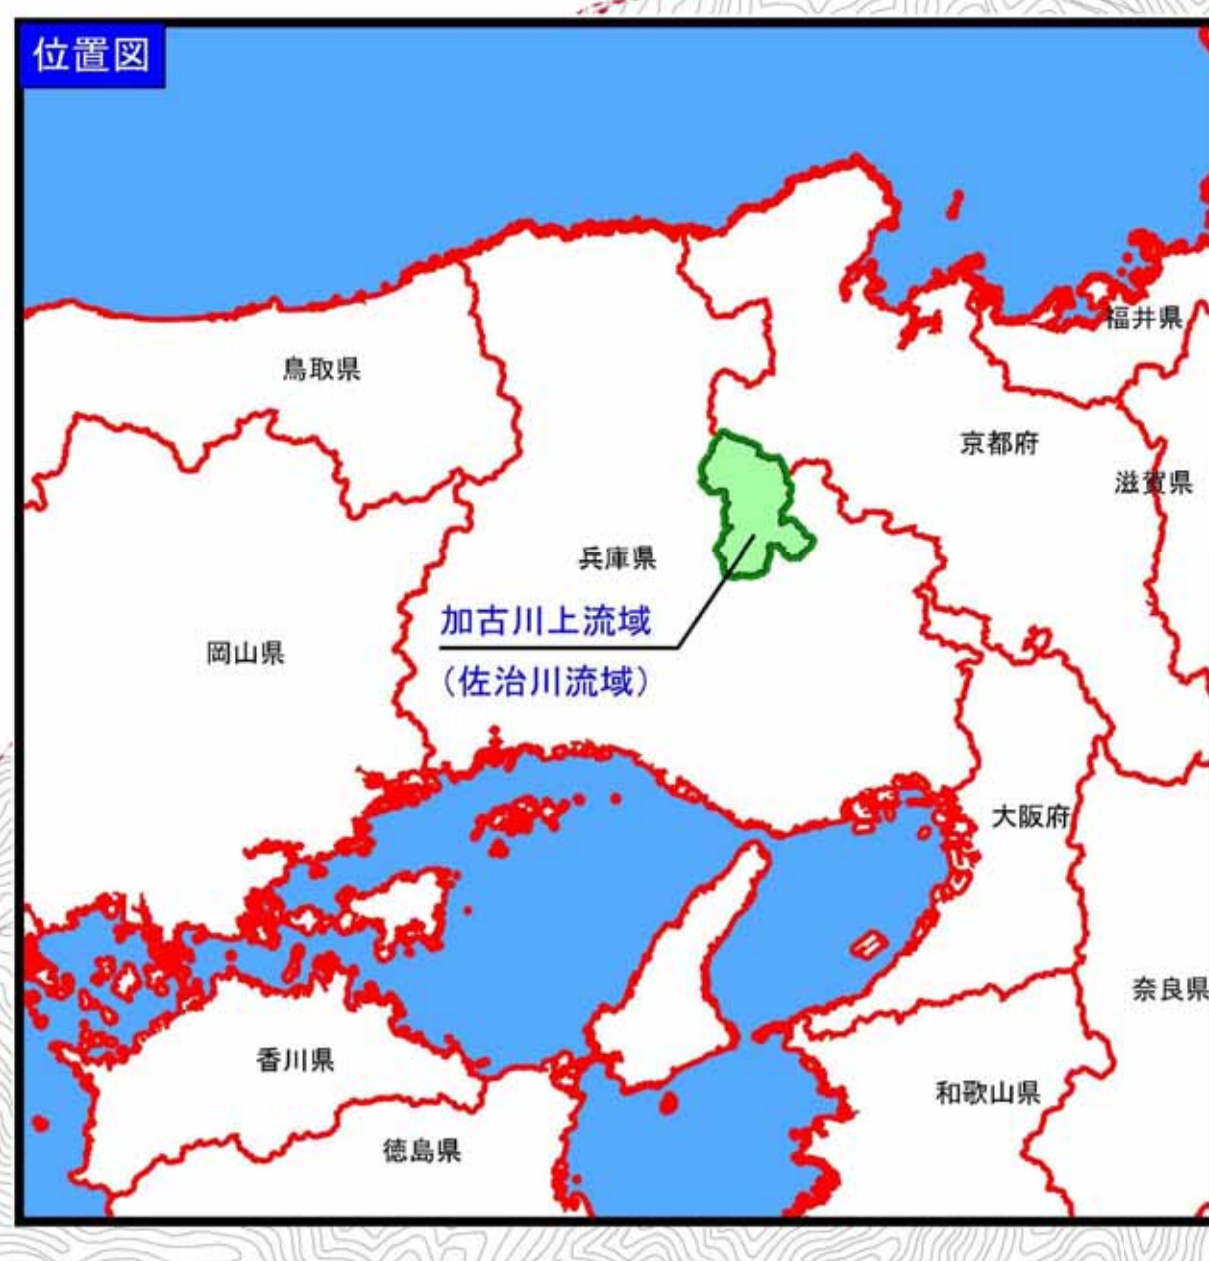 位置図
福井県
鳥取県
京都府
滋賀県
兵庫県
加古川上流域
（佐治川流域）
岡山県
大阪府
奈良県
香川県
和歌山県
徳島県